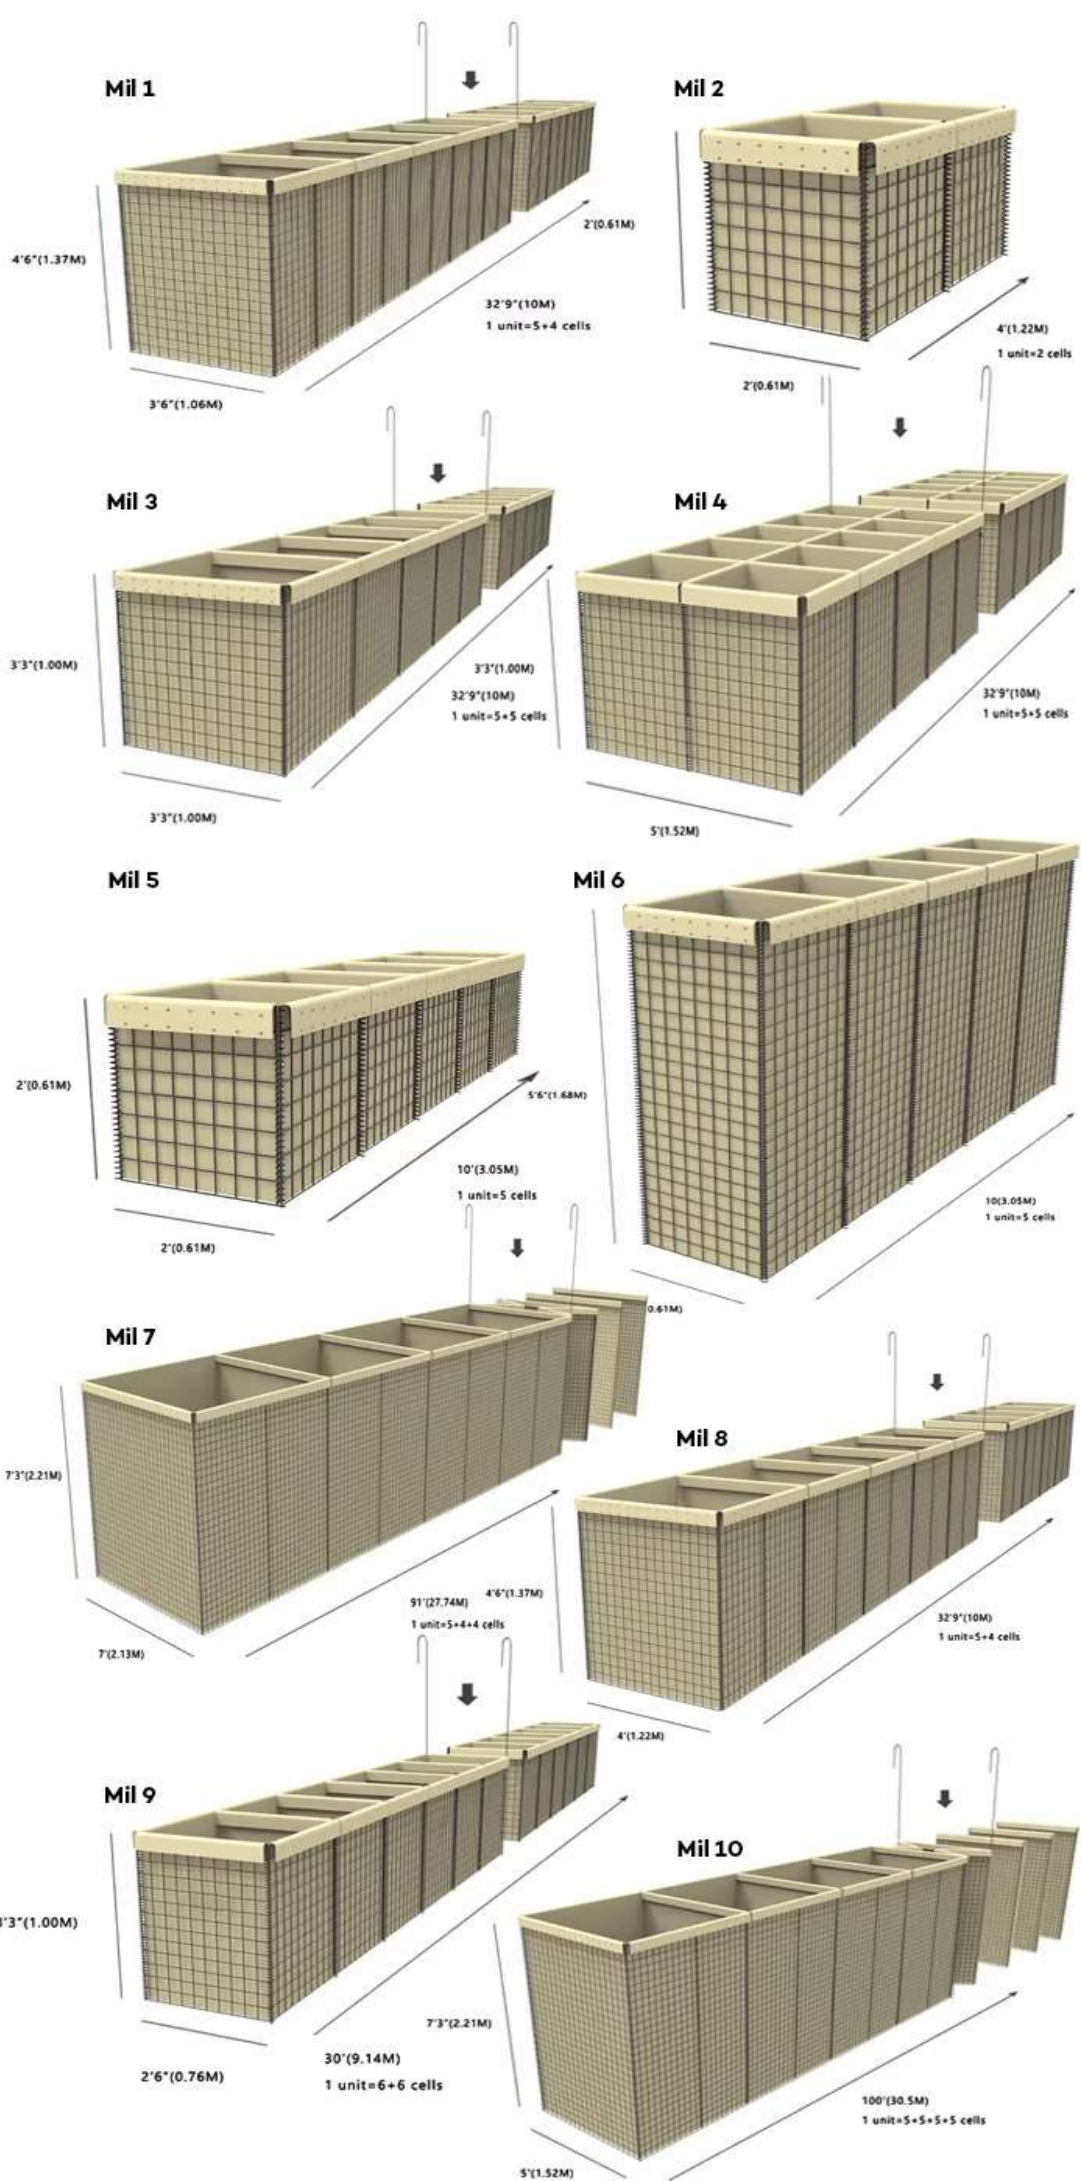 Mil 1
4'6"(1.37M)
3'6"(1.06M)
32'9"(10M)
1 unit=5+4 cells
Mil 2
2'(0.61M)
2'(0.61M)
4'(1.22M)
1 unit=2 cells
Mil 3
3'3"(1.00M)
3'3"(1.00M)
32'9"(10M)
1 unit=5+5 cells
Mil 4
3'3"(1.00M)
5'(1.52M)
32'9"(10M)
1 unit=5+5 cells
Mil 5
2'(0.61M)
2'(0.61M)
10'(3.05M)
1 unit=5 cells
Mil 6
5'6"(1.68M)
0.61M)
10(3.05M)
1 unit=5 cells
Mil 7
7'3"(2.21M)
7'(2.13M)
91'(27.74M)
1 unit=5+4+4 cells
Mil 8
4'6"(1.37M)
4'(1.22M)
32'9"(10M)
1 unit=5+4 cells
Mil 9
3'3"(1.00M)
2'6"(0.76M)
30'(9.14M)
1 unit=6+6 cells
Mil 10
7'3"(2.21M)
5'(1.52M)
100'(30.5M)
1 unit=5+5+5+5 cells